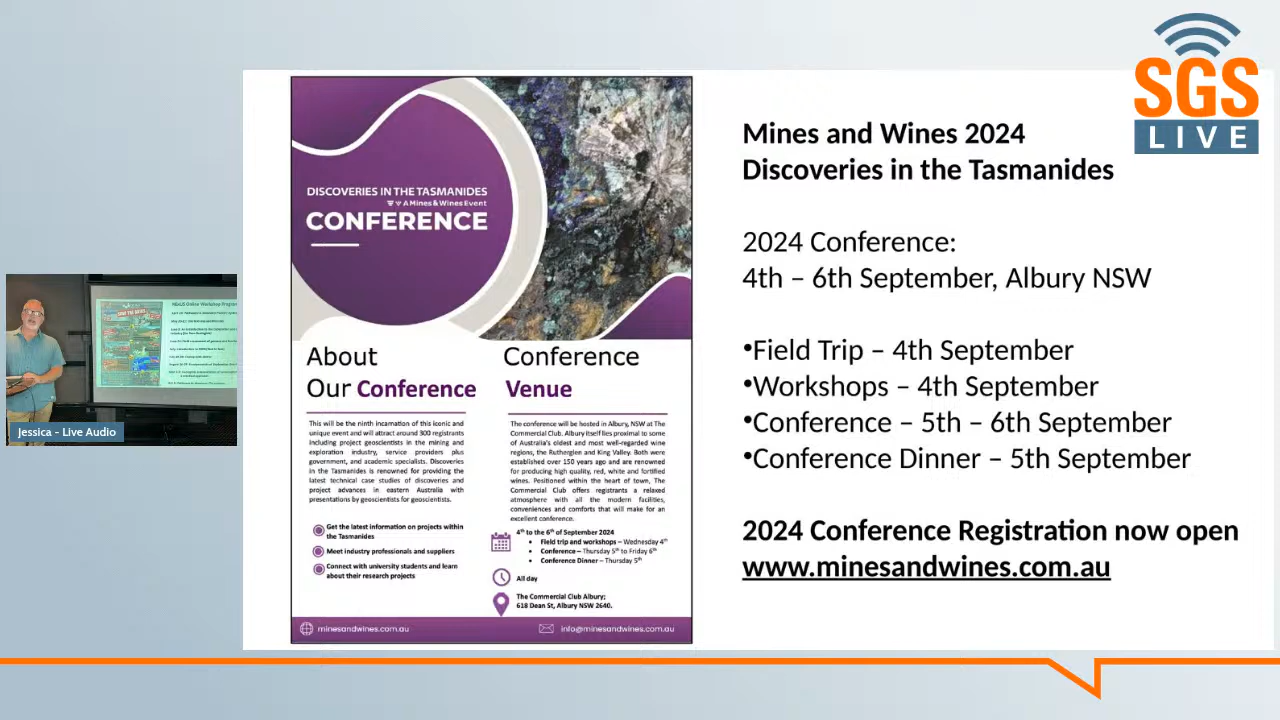 SGS
LIVE
Mines and Wines 2024
Discoveries in the Tasmanides
2024 Conference:
4th – 6th September, Albury NSW
•Field Trip – 4th September
•Workshops – 4th September
•Conference – 5th – 6th September
•Conference Dinner – 5th September
2024 Conference Registration now open
www.minesandwines.com.au
DISCOVERIES IN THE TASMANIDES
A Mines & Wines Event
CONFERENCE
About
Our Conference
This will be the ninth incarnation of this iconic and
unique event and will attract around 300 registrants
including project geoscientists in the mining and
exploration industry, service providers plus
government, and academic specialists. Discoveries
in the Tasmanides is renowned for providing the
latest technical case studies of discoveries and
project advances in eastern Australia with
presentations by geoscientists for geoscientists.
Get the latest information on projects within
the Tasmanides
Meet industry professionals and suppliers
Connect with university students and learn
about their research projects
Conference
Venue
The conference will be hosted in Albury, NSW at The
Commercial Club. Albury itself lies proximal to some
of Australia's oldest and most well-regarded wine
regions, the Rutherglen and King Valley. Both were
established over 150 years ago and are renowned
for producing high quality, red, white and fortified
wines. Positioned within the heart of town, The
Commercial Club offers registrants a relaxed
atmosphere with all the modern facilities,
conveniences and comforts that will make for an
excellent conference.
4th to the 6th of September 2024
• Field trip and workshops – Wednesday 4th
• Conference – Thursday 5th to Friday 6th
• Conference Dinner – Thursday 5th
All day
The Commercial Club Albury;
618 Dean St, Albury NSW 2640.
minesandwines.com.au
info@minesandwines.com.au
Jessica – Live Audio